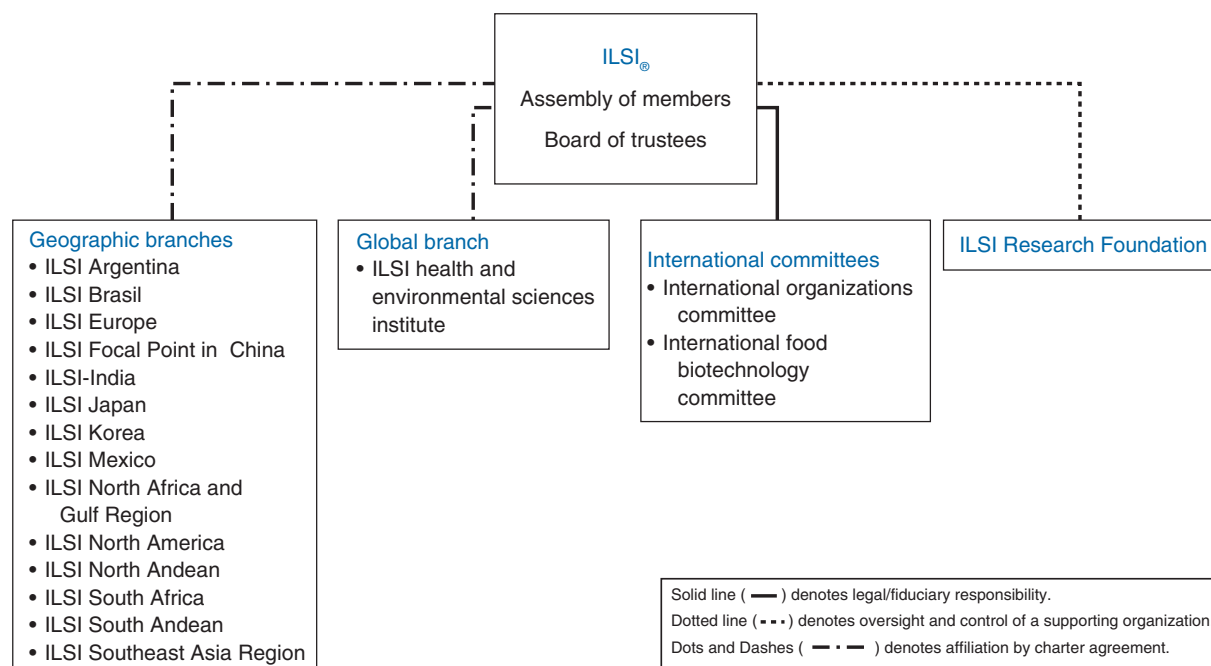 ILSI®
Assembly of members
Board of trustees
Geographic branches
• ILSI Argentina
• ILSI Brasil
• ILSI Europe
• ILSI Focal Point in China
• ILSI-India
• ILSI Japan
• ILSI Korea
• ILSI Mexico
• ILSI North Africa and
Gulf Region
• ILSI North America
• ILSI North Andean
• ILSI South Africa
• ILSI South Andean
• ILSI Southeast Asia Region
Global branch
• ILSI health and
environmental sciences
institute
International committees
• International organizations
committee
• International food
biotechnology
committee
ILSI Research Foundation
Solid line ( ) denotes legal/fiduciary responsibility.
Dotted line ( ) denotes oversight and control of a supporting organization
Dots and Dashes ( ) denotes affiliation by charter agreement.